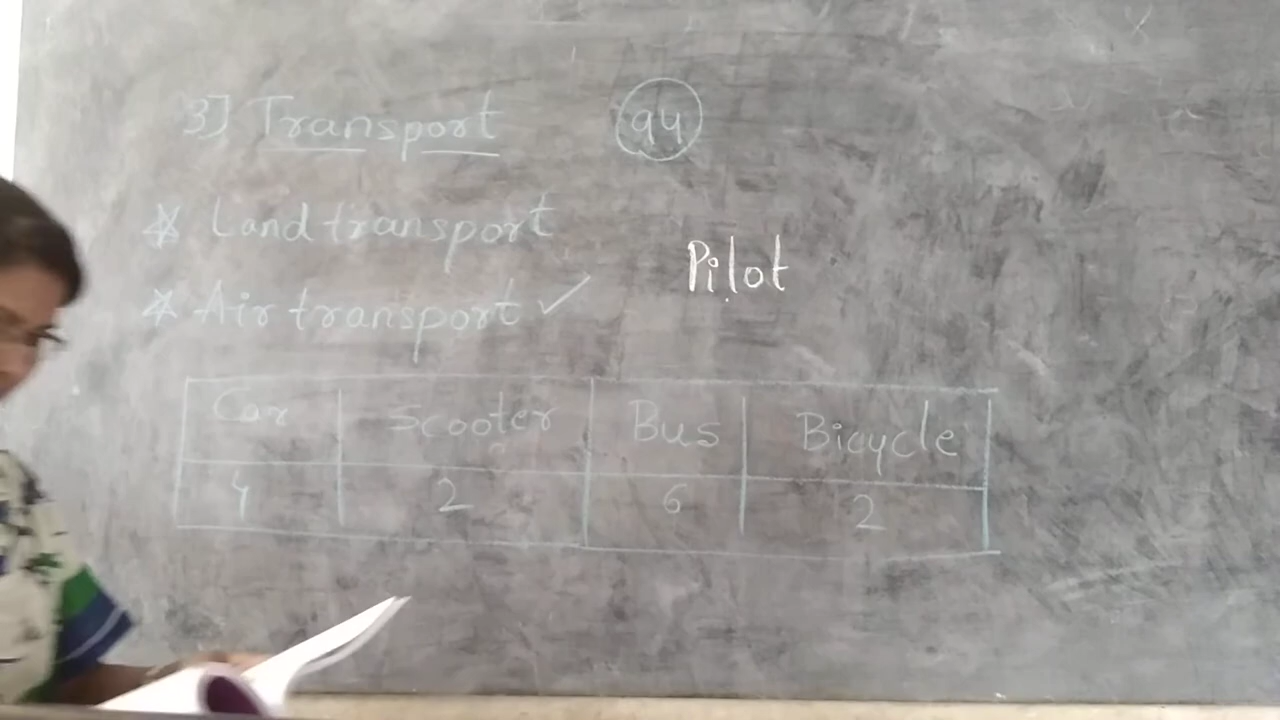 3] Transport 94
* Land transport
Pilot
* Air transport ✓
Car Scooter Bus Bicycle
4 2 6 2